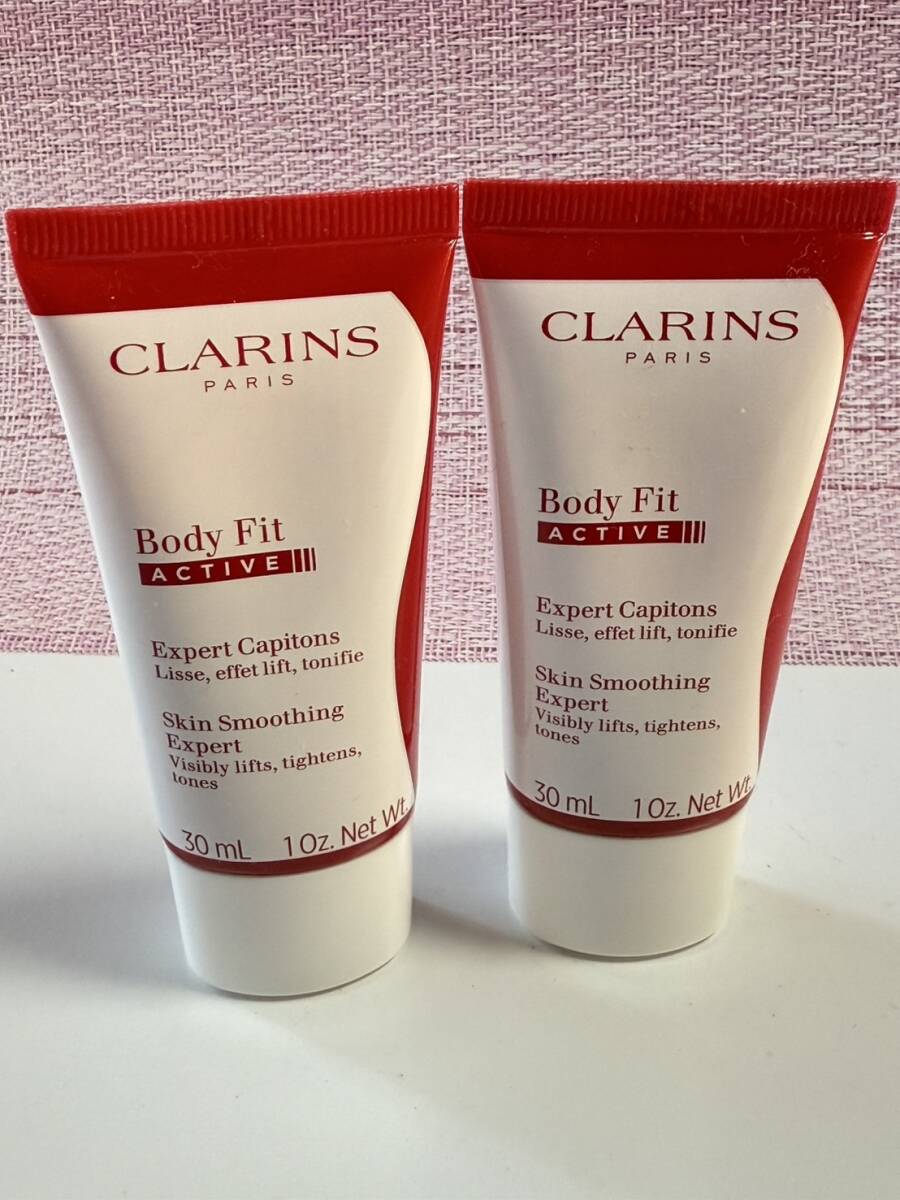 CLARINS
PARIS
Body Fit
ACTIVE
Expert Capitons
Lisse, effet lift, tonifie
Skin Smoothing
Expert
Visibly lifts, tightens,
tones
30 mL 1 Oz. Net Wt.
CLARINS
PARIS
Body Fit
ACTIVE
Expert Capitons
Lisse, effet lift, tonifie
Skin Smoothing
Expert
Visibly lifts, tightens,
tones
30 mL 1 Oz. Net Wt.